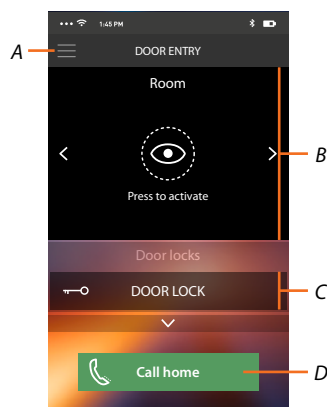 1:45 PM
A
DOOR ENTRY
Room
B
Press to activate
Door locks
DOOR LOCK
C
Call home
D